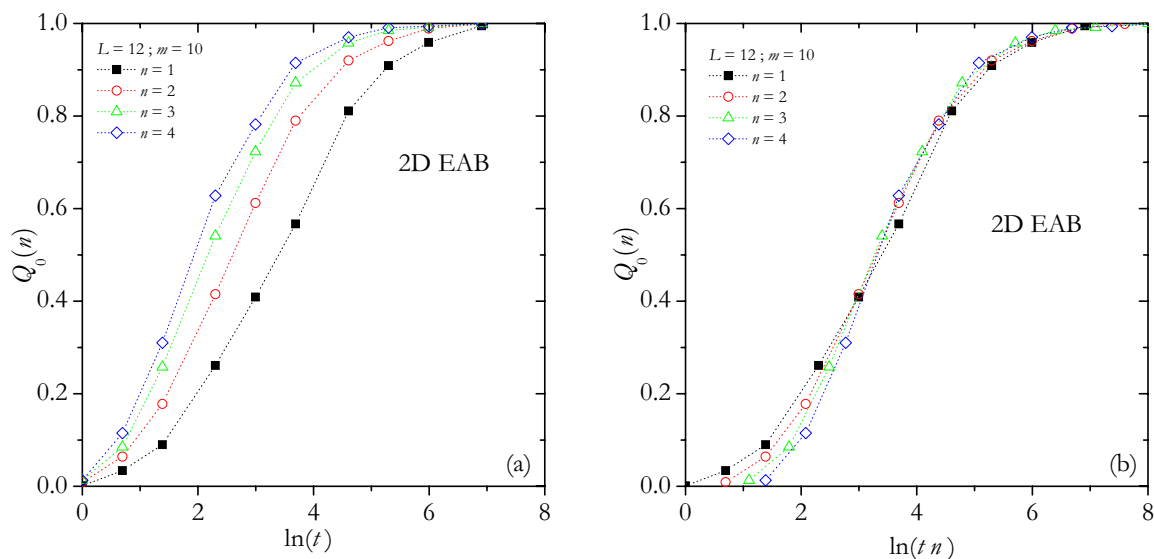 1.0
0.8
0.6
0.4
0.2
0.0
Q₀(n)
L = 12 ; m = 10
n = 1
n = 2
n = 3
n = 4
2D EAB
(a)
0 2 4 6 8
ln(t)
1.0
0.8
0.6
0.4
0.2
0.0
Q₀(n)
L = 12 ; m = 10
n = 1
n = 2
n = 3
n = 4
2D EAB
(b)
0 2 4 6 8
ln(t n)